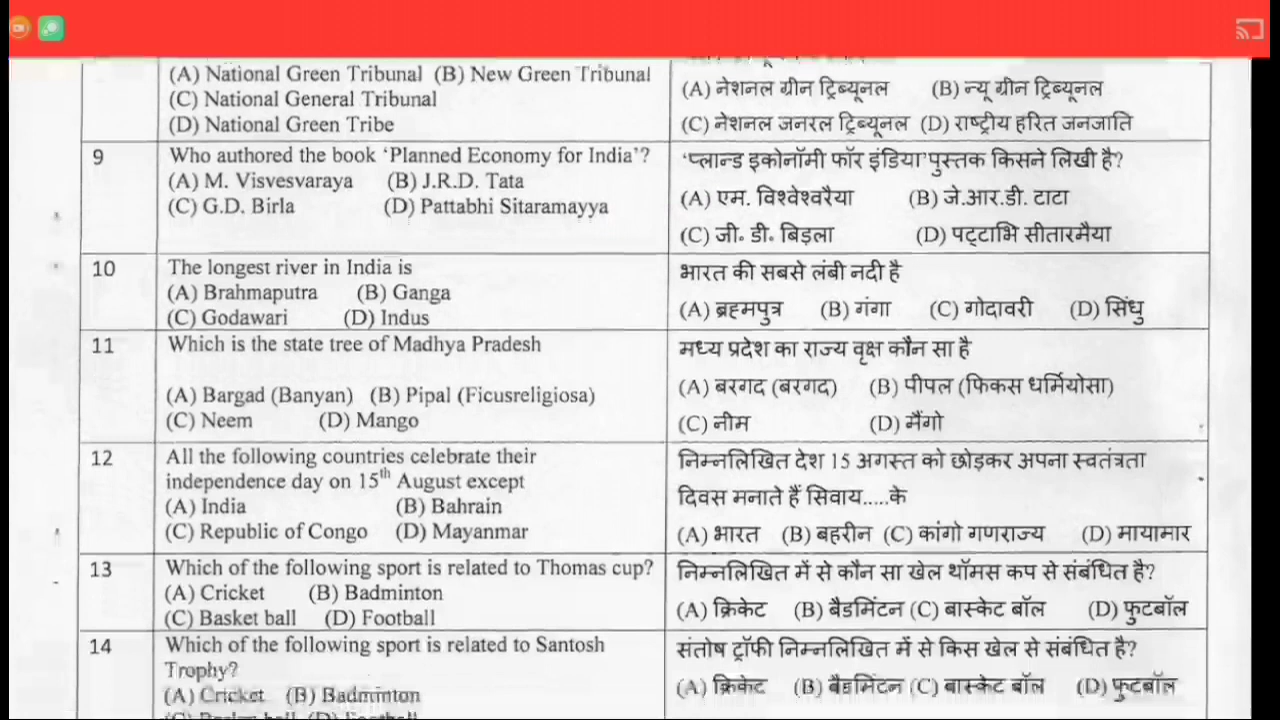 (A) National Green Tribunal (B) New Green Tribunal
(C) National General Tribunal
(D) National Green Tribe
(A) नेशनल ग्रीन ट्रिब्यूनल (B) न्यू ग्रीन ट्रिब्यूनल
(C) नेशनल जनरल ट्रिब्यूनल (D) राष्ट्रीय हरित जनजाति
9
Who authored the book ‘Planned Economy for India’?
(A) M. Visvesvaraya (B) J.R.D. Tata
(C) G.D. Birla (D) Pattabhi Sitaramayya
‘प्लान्ड इकोनॉमी फॉर इंडिया’ पुस्तक किसने लिखी है?
(A) एम. विश्वेश्वरैया (B) जे.आर.डी. टाटा
(C) जी॰ डी॰ बिड़ला (D) पट्टाभि सीतारमैया
10
The longest river in India is
(A) Brahmaputra (B) Ganga
(C) Godawari (D) Indus
भारत की सबसे लंबी नदी है
(A) ब्रह्मपुत्र (B) गंगा (C) गोदावरी (D) सिंधु
11
Which is the state tree of Madhya Pradesh
(A) Bargad (Banyan) (B) Pipal (Ficusreligiosa)
(C) Neem (D) Mango
मध्य प्रदेश का राज्य वृक्ष कौन सा है
(A) बरगद (बरगद) (B) पीपल (फिकस धर्मियोसा)
(C) नीम (D) मैंगो
12
All the following countries celebrate their
independence day on 15th August except
(A) India (B) Bahrain
(C) Republic of Congo (D) Mayanmar
निम्नलिखित देश 15 अगस्त को छोड़कर अपना स्वतंत्रता
दिवस मनाते हैं सिवाय.....के
(A) भारत (B) बहरीन (C) कांगो गणराज्य (D) मायामार
13
Which of the following sport is related to Thomas cup?
(A) Cricket (B) Badminton
(C) Basket ball (D) Football
निम्नलिखित में से कौन सा खेल थॉमस कप से संबंधित है?
(A) क्रिकेट (B) बैडमिंटन (C) बास्केट बॉल (D) फुटबॉल
14
Which of the following sport is related to Santosh
Trophy?
(A) Cricket (B) Badminton
संतोष ट्रॉफी निम्नलिखित में से किस खेल से संबंधित है?
(A) क्रिकेट (B) बैडमिंटन (C) बास्केट बॉल (D) फुटबॉल